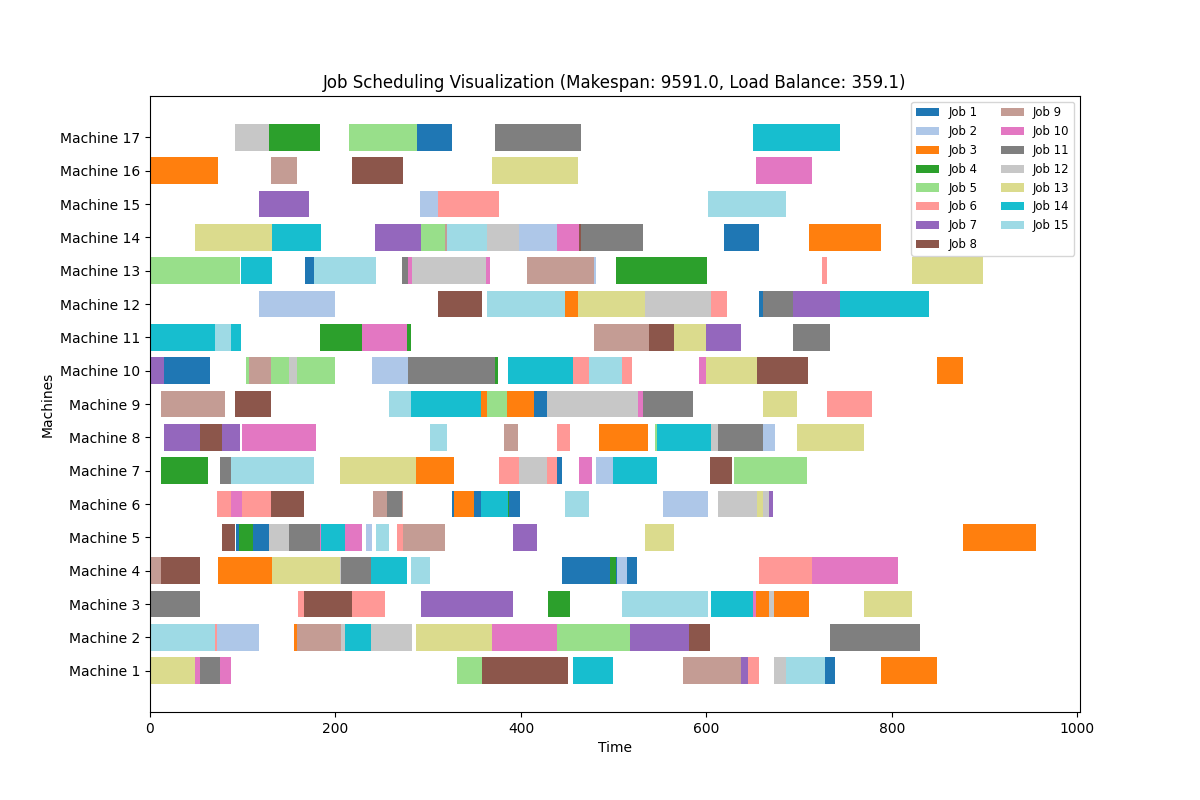 Job Scheduling Visualization (Makespan: 9591.0, Load Balance: 359.1)
Job 1
Job 2
Job 3
Job 4
Job 5
Job 6
Job 7
Job 8
Job 9
Job 10
Job 11
Job 12
Job 13
Job 14
Job 15
Machines
Machine 17
Machine 16
Machine 15
Machine 14
Machine 13
Machine 12
Machine 11
Machine 10
Machine 9
Machine 8
Machine 7
Machine 6
Machine 5
Machine 4
Machine 3
Machine 2
Machine 1
0 200 400 600 800 1000
Time